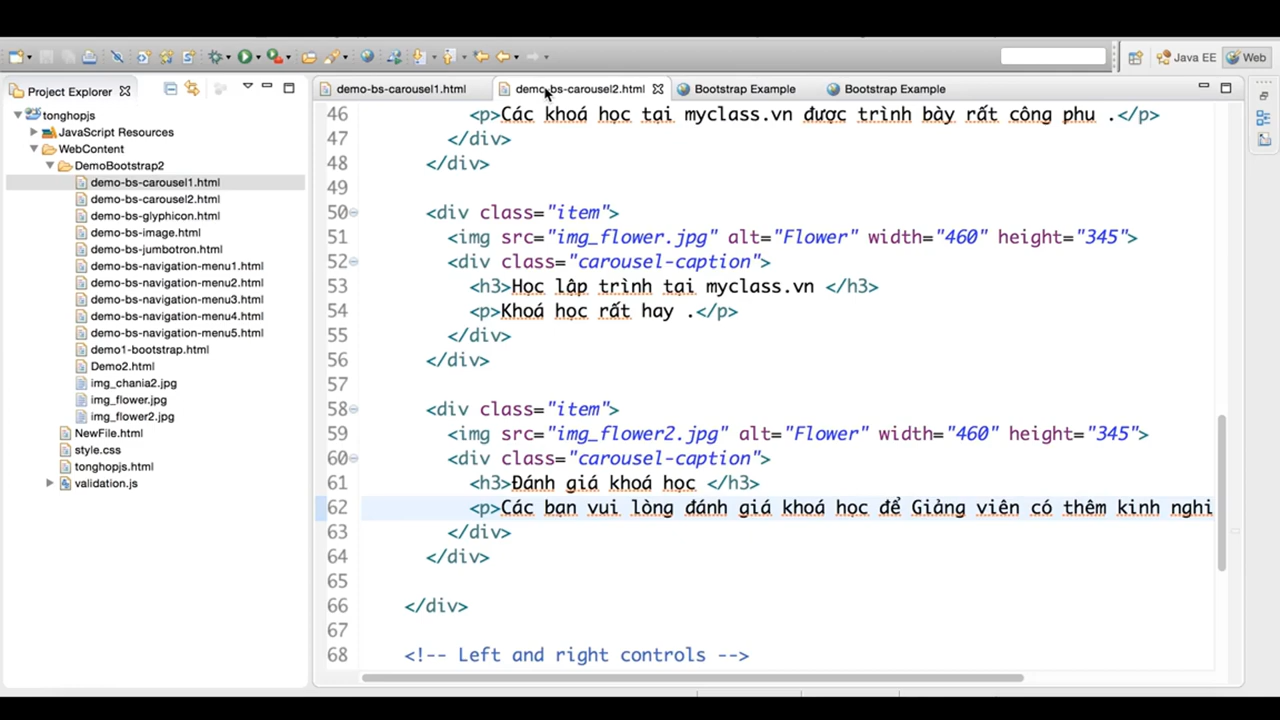 Java EE
Web
Project Explorer
demo-bs-carousel1.html
demo-bs-carousel2.html
Bootstrap Example
Bootstrap Example
tonghopjs
JavaScript Resources
WebContent
DemoBootstrap2
demo-bs-carousel1.html
demo-bs-carousel2.html
demo-bs-glyphicon.html
demo-bs-image.html
demo-bs-jumbotron.html
demo-bs-navigation-menu1.html
demo-bs-navigation-menu2.html
demo-bs-navigation-menu3.html
demo-bs-navigation-menu4.html
demo-bs-navigation-menu5.html
demo1-bootstrap.html
Demo2.html
img_chania2.jpg
img_flower.jpg
img_flower2.jpg
NewFile.html
style.css
tonghopjs.html
validation.js
46 <p>Các khoá học tại myclass.vn được trình bày rất công phu .</p>
47 </div>
48 </div>
49
50 <div class="item">
51 <img src="img_flower.jpg" alt="Flower" width="460" height="345">
52 <div class="carousel-caption">
53 <h3>Học lập trình tại myclass.vn </h3>
54 <p>Khoá học rất hay .</p>
55 </div>
56 </div>
57
58 <div class="item">
59 <img src="img_flower2.jpg" alt="Flower" width="460" height="345">
60 <div class="carousel-caption">
61 <h3>Đánh giá khoá học </h3>
62 <p>Các bạn vui lòng đánh giá khoá học để Giảng viên có thêm kinh nghi
63 </div>
64 </div>
65
66 </div>
67
68 <!-- Left and right controls -->